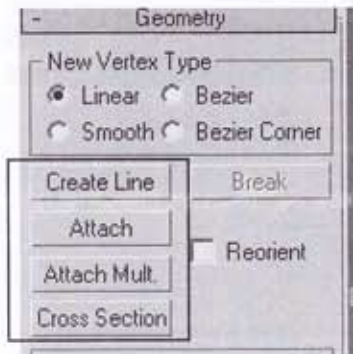 - Geometry
New Vertex Type
Linear Bezier
Smooth Bezier Corner
Create Line Break
Attach
Reorient
Attach Mult.
Cross Section